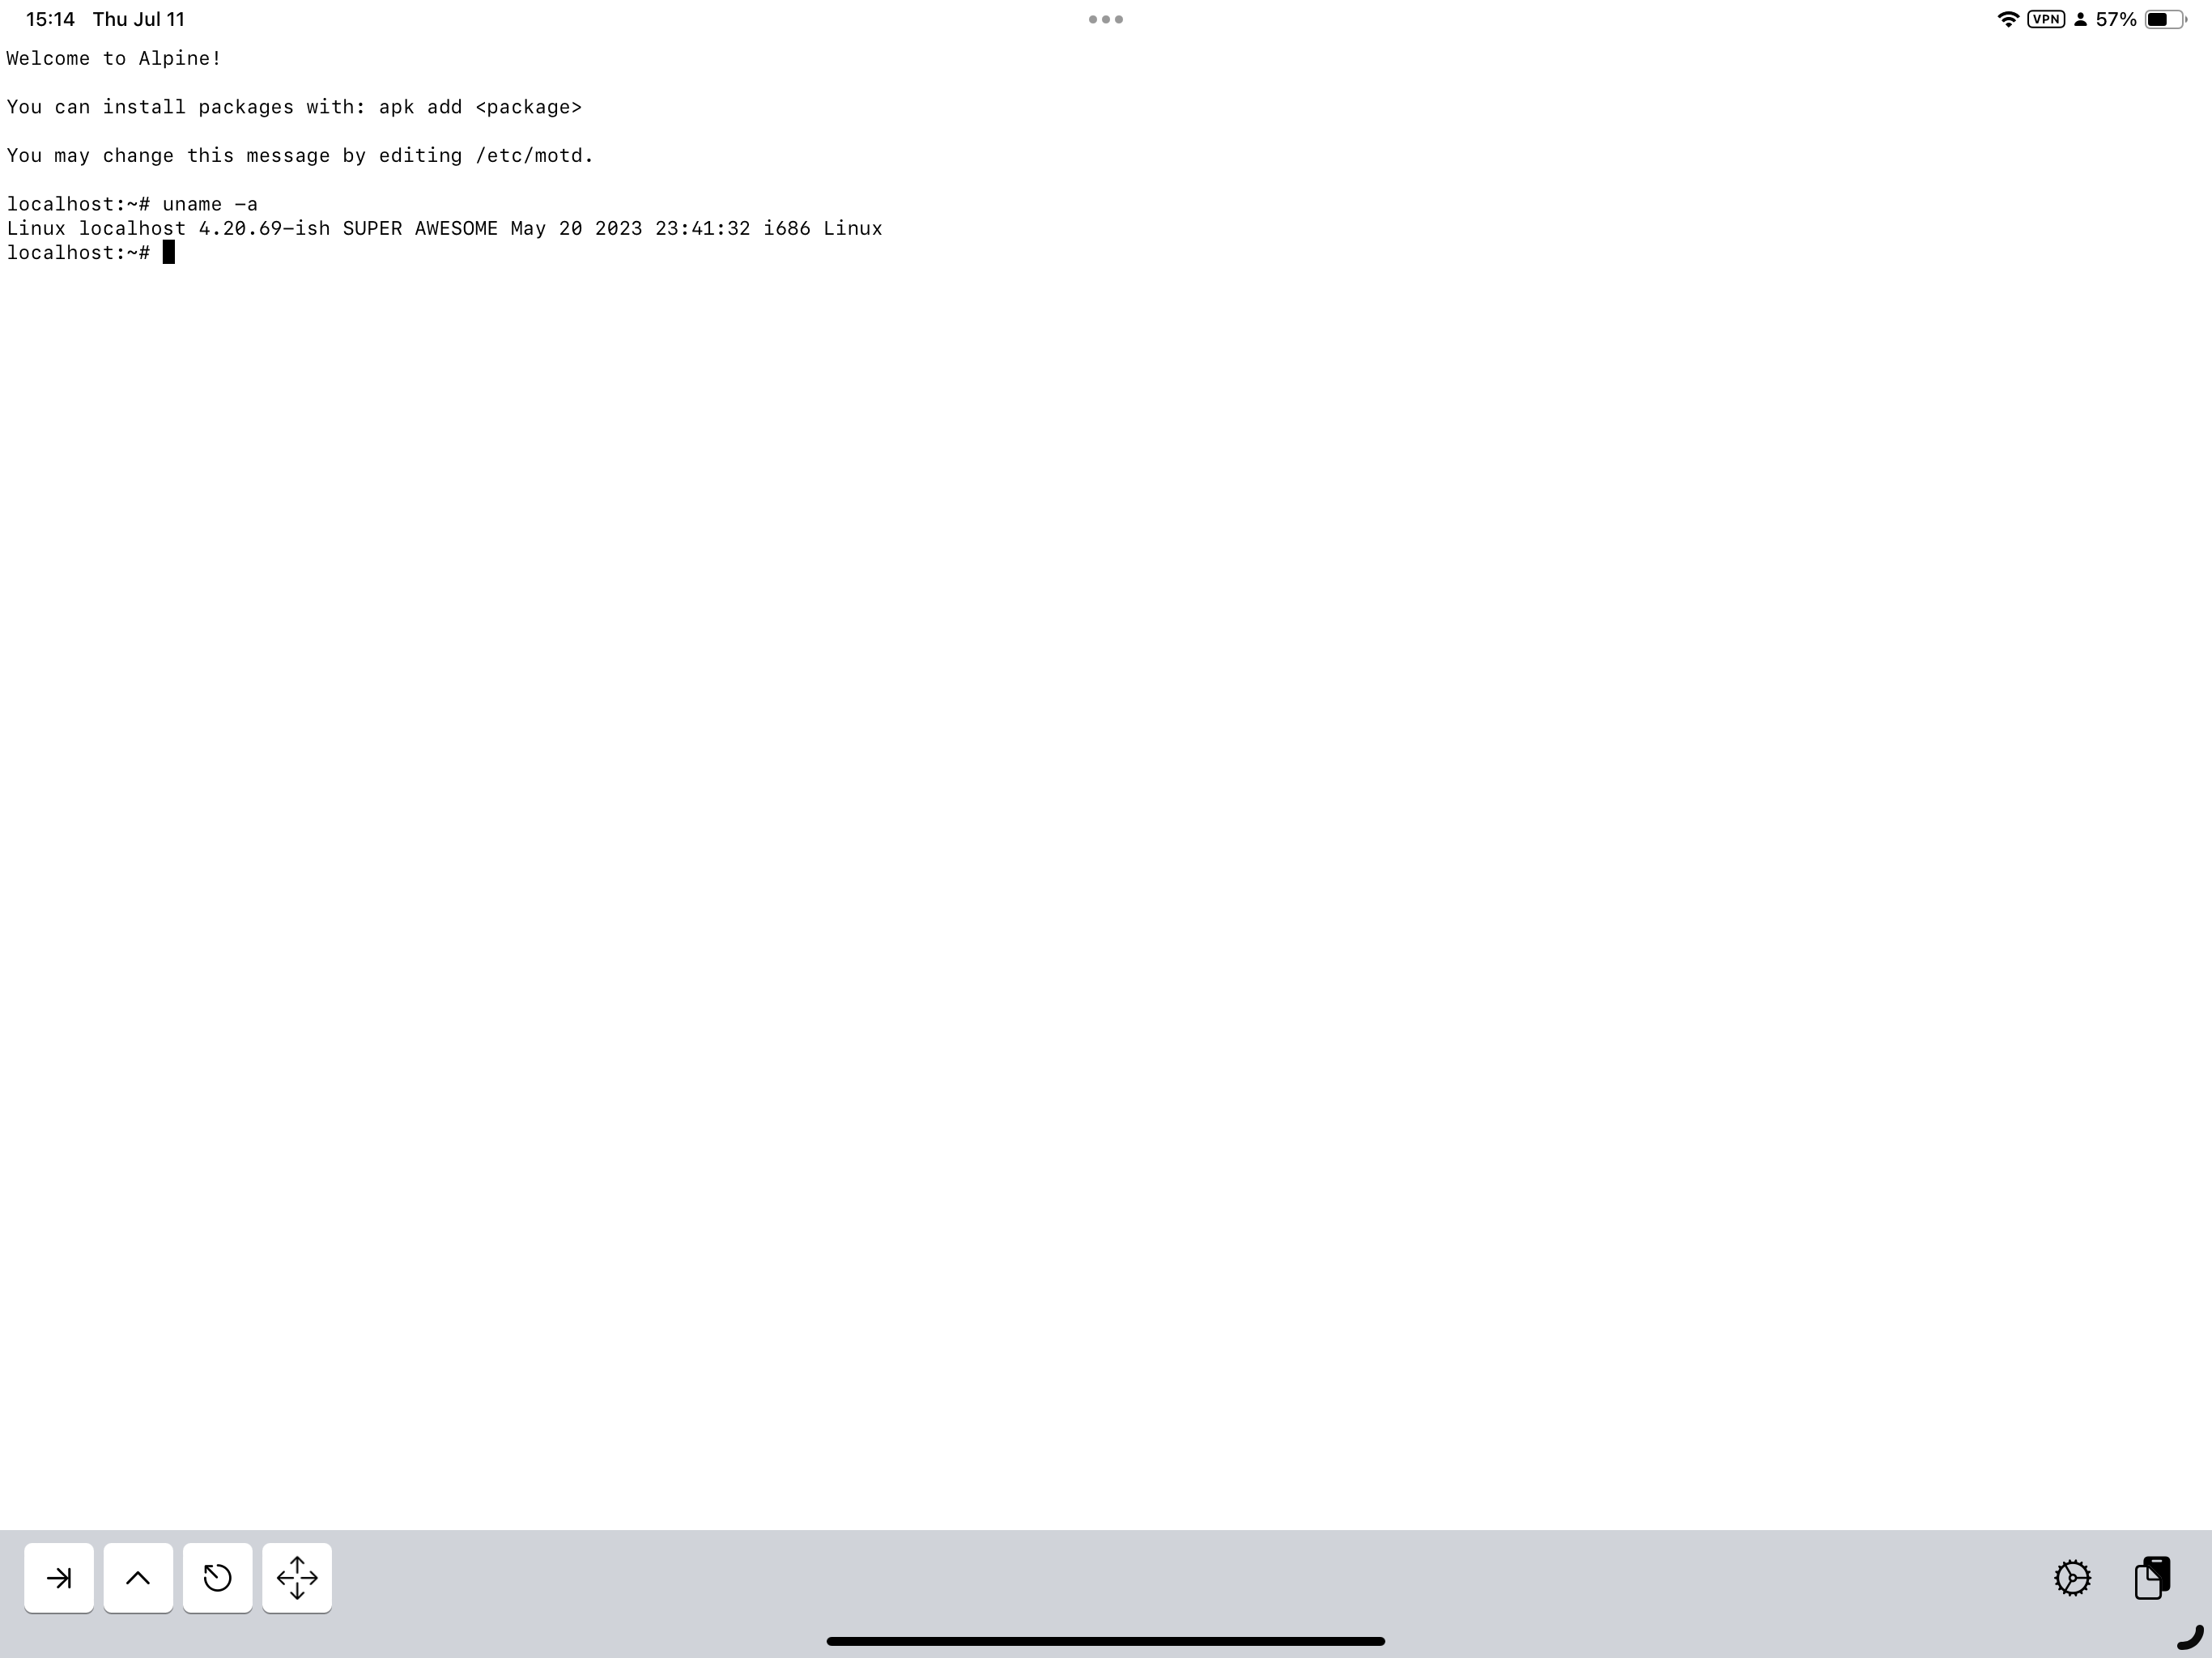 15:14 Thu Jul 11
VPN 57%
Welcome to Alpine!
You can install packages with: apk add <package>
You may change this message by editing /etc/motd.
localhost:~# uname -a
Linux localhost 4.20.69-ish SUPER AWESOME May 20 2023 23:41:32 i686 Linux
localhost:~#